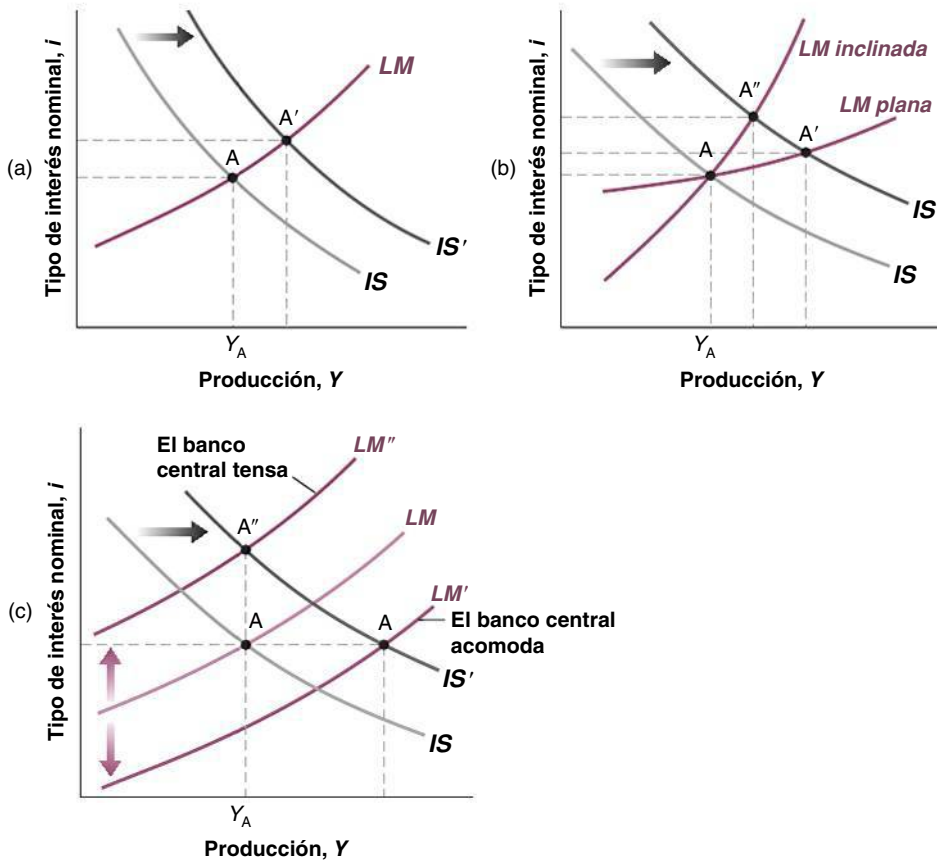 (a)
Tipo de interés nominal, i
LM
A′
A
IS′
IS
Y_A
Producción, Y
(b)
Tipo de interés nominal, i
LM inclinada
A″
LM plana
A′
A
IS
IS
Y_A
Producción, Y
(c)
Tipo de interés nominal, i
El banco
central tensa
LM″
A″
LM
LM′
A
A
El banco central
acomoda
IS′
IS
Y_A
Producción, Y